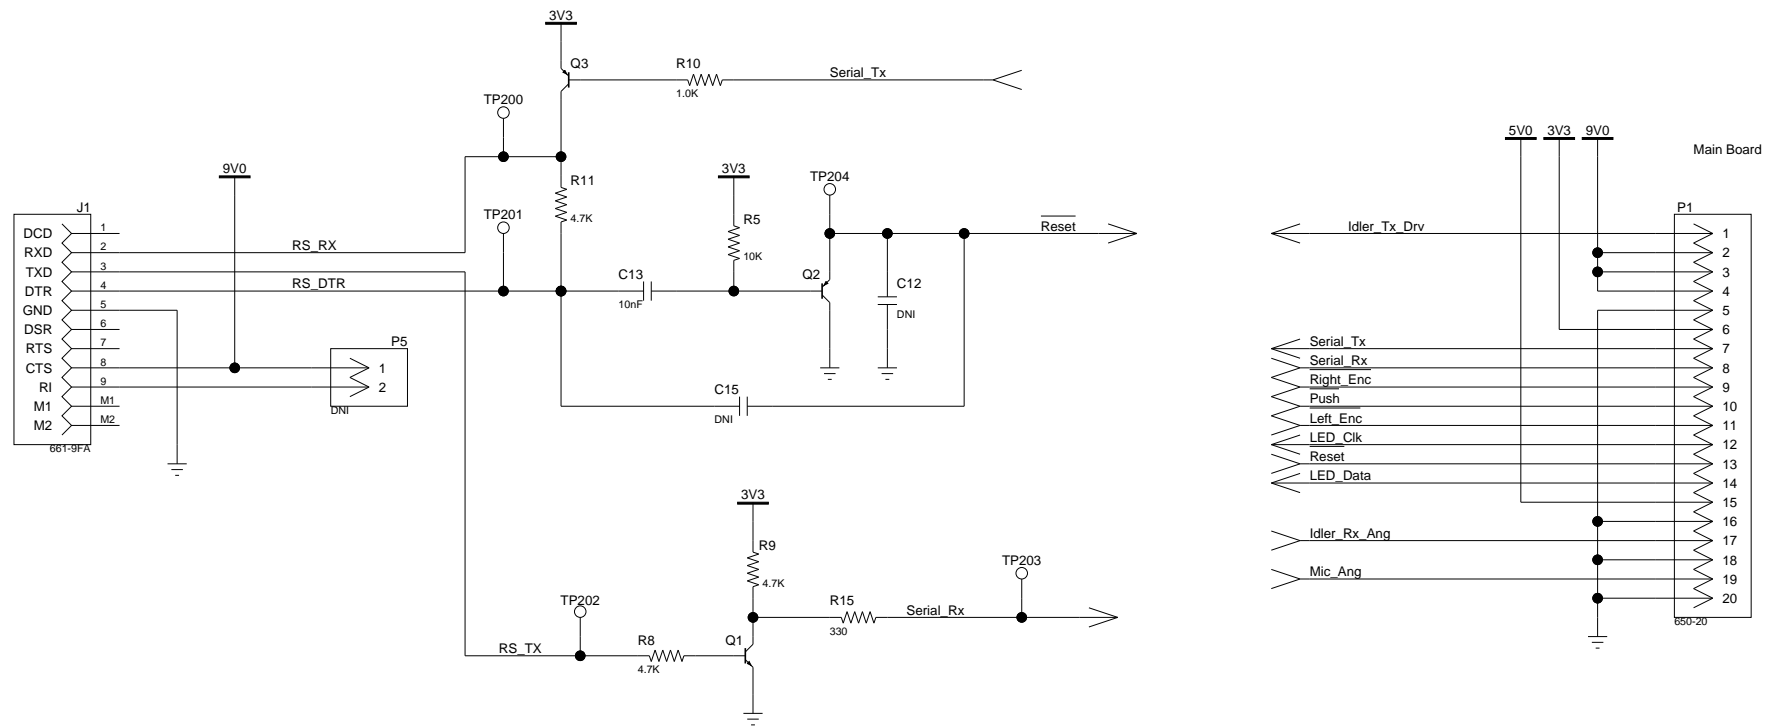 3V3
Q3
R10
1.0K
Serial_Tx
TP200
9V0
R11
4.7K
3V3
TP204
TP201
R5
10K
Reset
J1
DCD 1
RXD 2 RS_RX
TXD 3
DTR 4 RS_DTR
GND 5
DSR 6
RTS 7
CTS 8
RI 9
M1 M1
M2 M2
661-9FA
P5
1
2
DNI
C13
10nF
Q2
C12
DNI
C15
DNI
3V3
R9
4.7K
TP203
TP202
R15
330
Serial_Rx
RS_TX
R8
4.7K
Q1
5V0 3V3 9V0
Main Board
P1
Idler_Tx_Drv 1
2
3
4
5
6
Serial_Tx 7
Serial_Rx 8
Right_Enc 9
Push 10
Left_Enc 11
LED_Clk 12
Reset 13
LED_Data 14
15
16
Idler_Rx_Ang 17
18
Mic_Ang 19
20
650-20